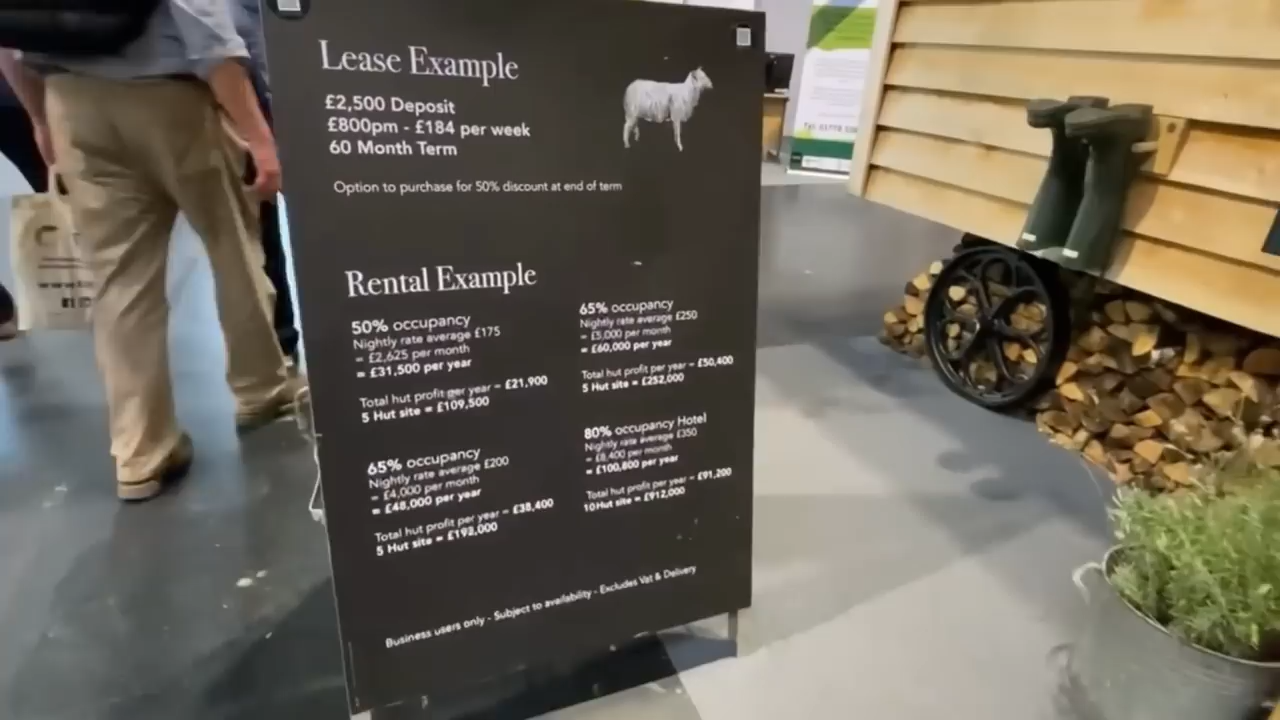 Lease Example
£2,500 Deposit
£800pm - £184 per week
60 Month Term
Option to purchase for 50% discount at end of term
Rental Example
50% occupancy
Nightly rate average £175
= £2,625 per month
= £31,500 per year
Total hut profit per year = £21,900
5 Hut site = £109,500
65% occupancy
Nightly rate average £200
= £4,000 per month
= £48,000 per year
Total hut profit per year = £38,400
5 Hut site = £192,000
65% occupancy
Nightly rate average £250
= £5,000 per month
= £60,000 per year
Total hut profit per year = £50,400
5 Hut site = £252,000
80% occupancy Hotel
Nightly rate average £350
= £8,400 per month
= £100,800 per year
Total hut profit per year = £91,200
10 Hut site = £912,000
Business users only - Subject to availability - Excludes Vat & Delivery